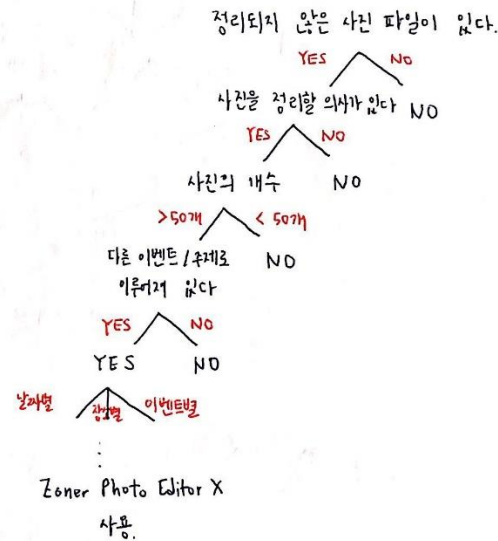 정리되지 않은 사진 파일이 있다.
YES NO
사진을 정리할 의사가 있다 NO
YES NO
사진의 개수 NO
>50개 < 50개
다른 이벤트/주제로 NO
이루어져 있다
YES NO
YES NO
날짜별 장소별 이벤트별
⋮
Zoner Photo Editor X
사용.